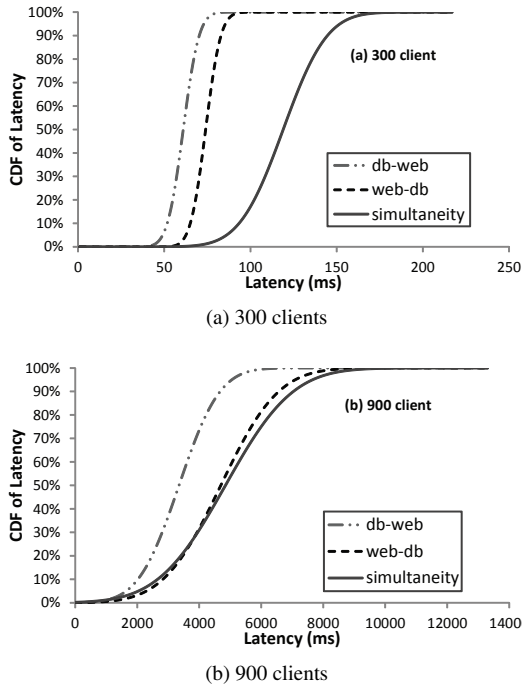 100%
90%
80%
70%
60%
50%
40%
30%
20%
10%
0%
CDF of Latency
(a) 300 client
db-web
web-db
simultaneity
0 50 100 150 200 250
Latency (ms)
(a) 300 clients
100%
90%
80%
70%
60%
50%
40%
30%
20%
10%
0%
CDF of Latency
(b) 900 client
db-web
web-db
simultaneity
0 2000 4000 6000 8000 10000 12000 1400
Latency (ms)
(b) 900 clients